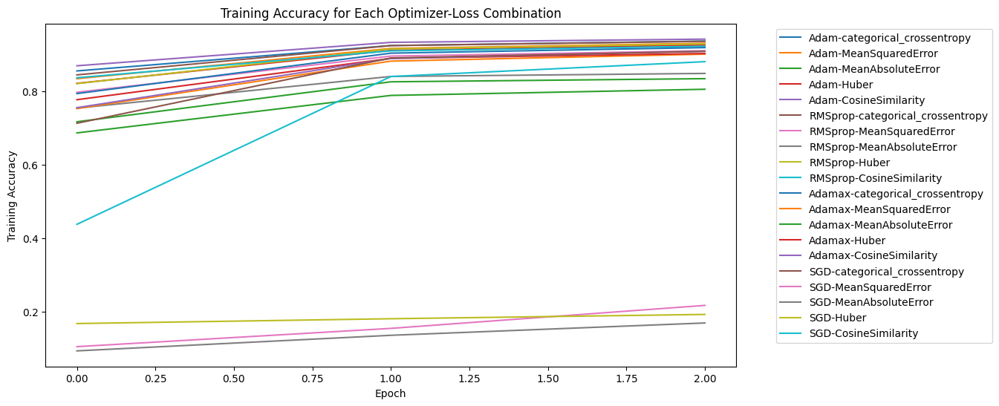 Training Accuracy for Each Optimizer-Loss Combination
Training Accuracy
0.8
0.6
0.4
0.2
0.00 0.25 0.50 0.75 1.00 1.25 1.50 1.75 2.00
Epoch
Adam-categorical_crossentropy
Adam-MeanSquaredError
Adam-MeanAbsoluteError
Adam-Huber
Adam-CosineSimilarity
RMSprop-categorical_crossentropy
RMSprop-MeanSquaredError
RMSprop-MeanAbsoluteError
RMSprop-Huber
RMSprop-CosineSimilarity
Adamax-categorical_crossentropy
Adamax-MeanSquaredError
Adamax-MeanAbsoluteError
Adamax-Huber
Adamax-CosineSimilarity
SGD-categorical_crossentropy
SGD-MeanSquaredError
SGD-MeanAbsoluteError
SGD-Huber
SGD-CosineSimilarity